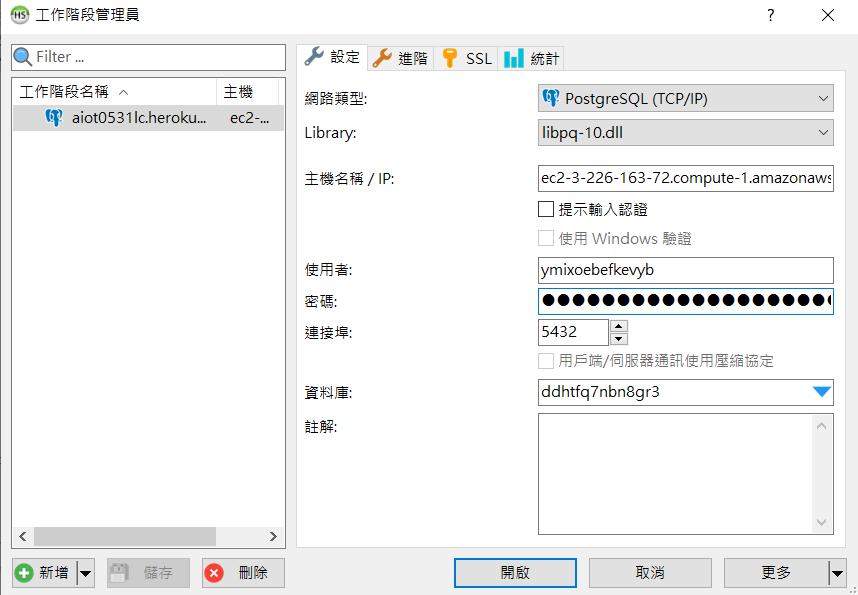 HS 工作階段管理員 ?
Filter ...
工作階段名稱 主機
aiot0531lc.heroku... ec2-...
設定 進階 SSL 統計
網路類型: PostgreSQL (TCP/IP)
Library: libpq-10.dll
主機名稱 / IP: ec2-3-226-163-72.compute-1.amazonaws
提示輸入認證
使用 Windows 驗證
使用者: ymixoebefkevyb
密碼: ●●●●●●●●●●●●●●●●●●●
連接埠: 5432
用戶端/伺服器通訊使用壓縮協定
資料庫: ddhtfq7nbn8gr3
註解:
新增 儲存 刪除 開啟 取消 更多